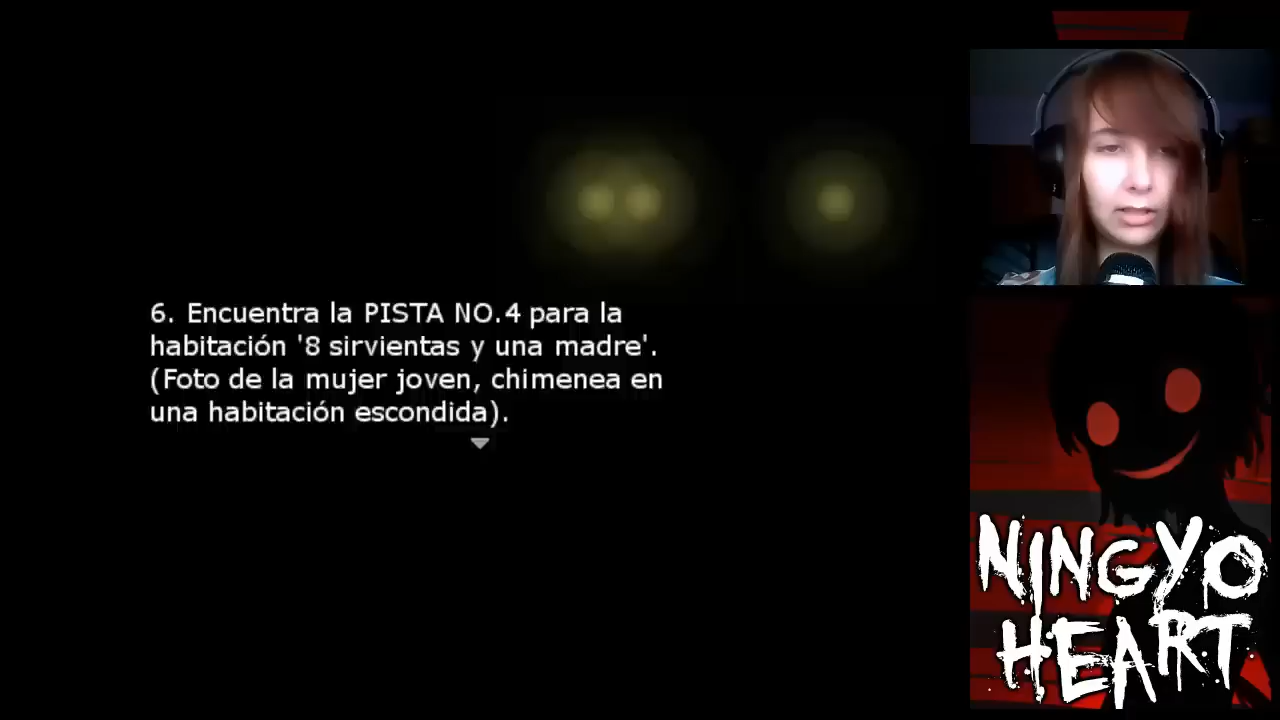 6. Encuentra la PISTA NO.4 para la
habitación '8 sirvientas y una madre'.
(Foto de la mujer joven, chimenea en
una habitación escondida).
NINGYO
HEART